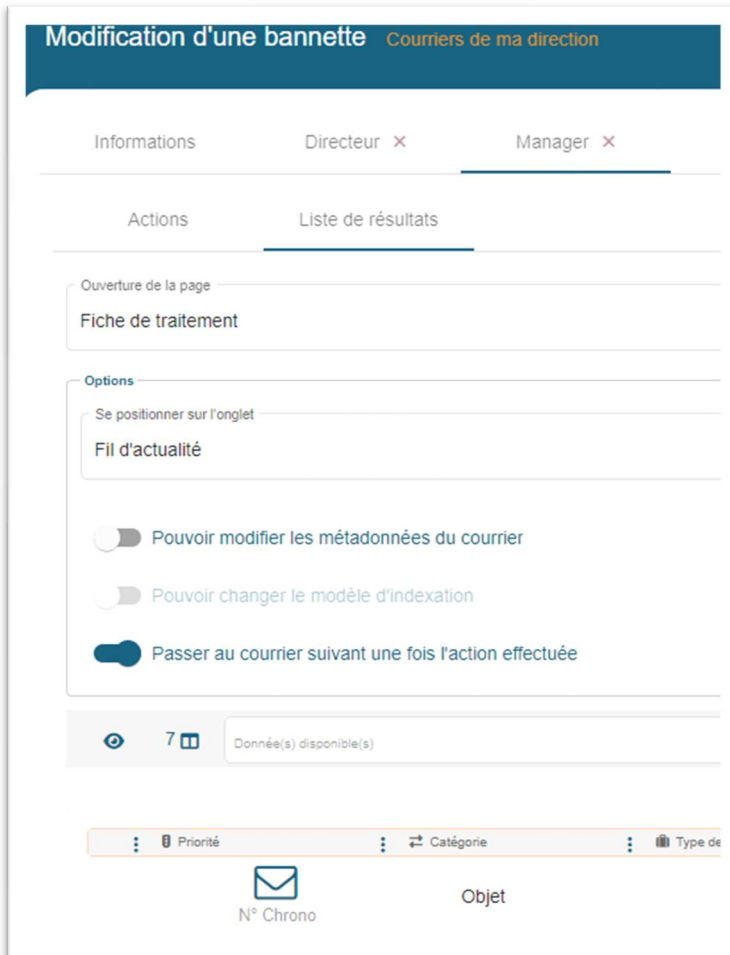 Modification d'une bannette Courriers de ma direction
Informations Directeur × Manager ×
Actions Liste de résultats
Ouverture de la page
Fiche de traitement
Options
Se positionner sur l'onglet
Fil d'actualité
Pouvoir modifier les métadonnées du courrier
Pouvoir changer le modèle d'indexation
Passer au courrier suivant une fois l'action effectuée
7 Donnée(s) disponible(s)
Priorité Catégorie Type de
N° Chrono Objet